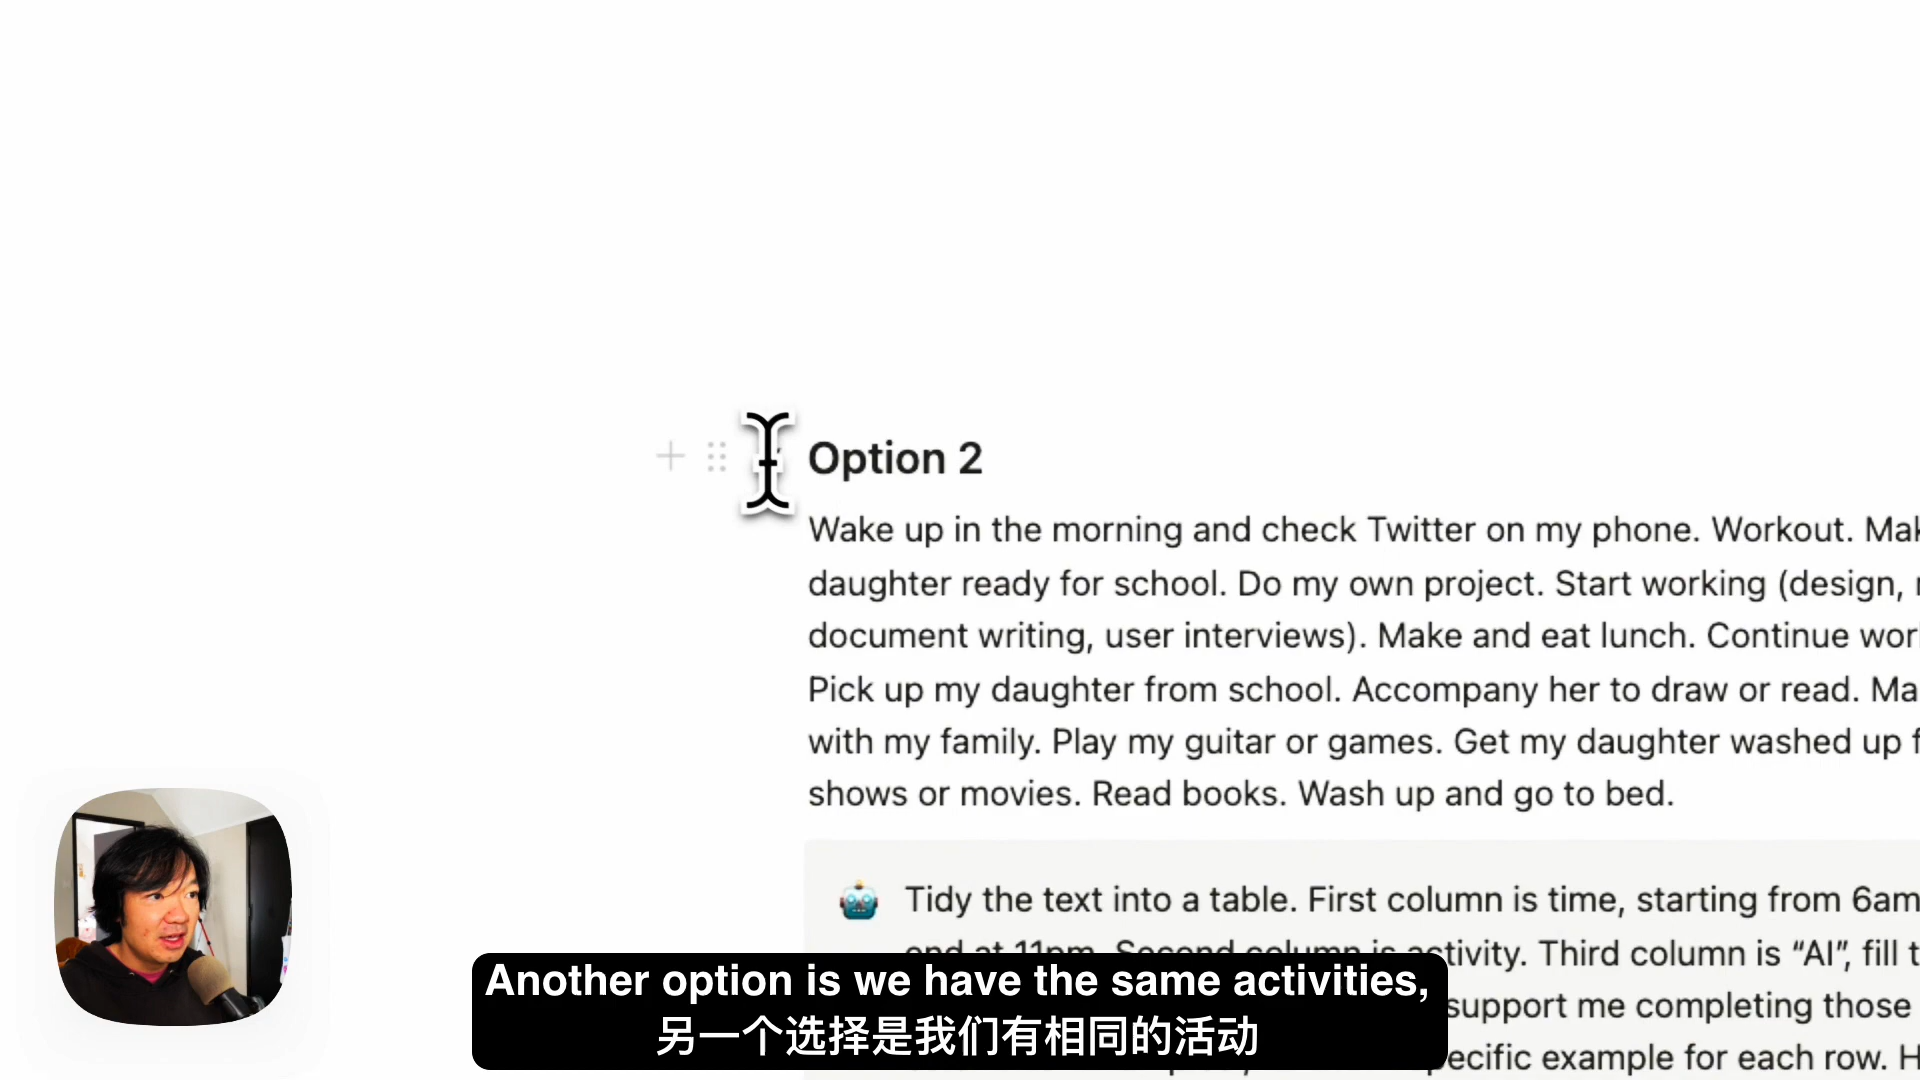 Option 2
Wake up in the morning and check Twitter on my phone. Workout.
daughter ready for school. Do my own project. Start working (design,
document writing, user interviews). Make and eat lunch. Continue
Pick up my daughter from school. Accompany her to draw or read.
with my family. Play my guitar or games. Get my daughter washed up
shows or movies. Read books. Wash up and go to bed.
Tidy the text into a table. First column is time, starting from 6am
end at 11pm. Second column is activity. Third column is “AI”, fill
support me completing those
example for each row.
Another option is we have the same activities,
另一个选择是我们有相同的活动